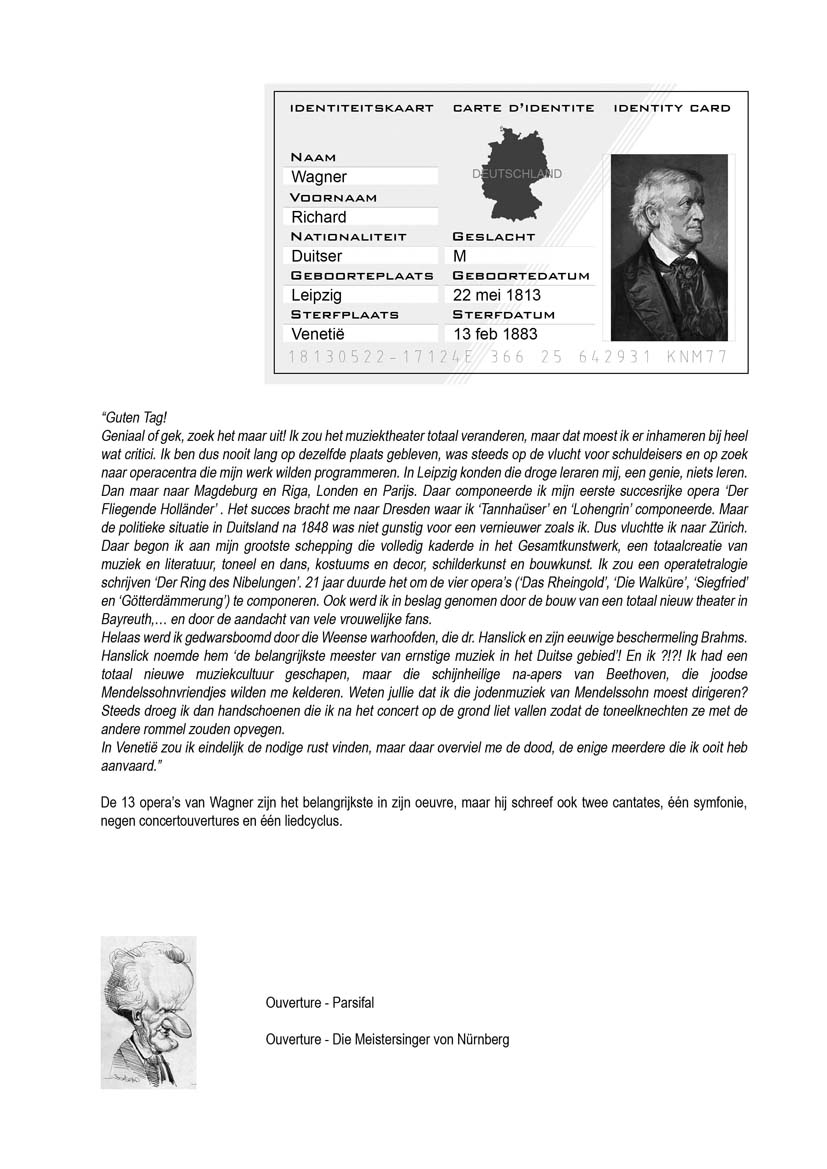 IDENTITEITSKAART CARTE D'IDENTITE IDENTITY CARD
DEUTSCHLAND
NAAM
Wagner
VOORNAAM
Richard
NATIONALITEIT GESLACHT
Duitser M
GEBOORTEPLAATS GEBOORTEDATUM
Leipzig 22 mei 1813
STERFPLAATS STERFDATUM
Venetië 13 feb 1883
18130522-17124E 366 25 642931 KNM77
“Guten Tag!
Geniaal of gek, zoek het maar uit! Ik zou het muziektheater totaal veranderen, maar dat moest ik er inhameren bij heel
wat critici. Ik ben dus nooit lang op dezelfde plaats gebleven, was steeds op de vlucht voor schuldeisers en op zoek
naar operacentra die mijn werk wilden programmeren. In Leipzig konden die droge leraren mij, een genie, niets leren.
Dan maar naar Magdeburg en Riga, Londen en Parijs. Daar componeerde ik mijn eerste succesrijke opera ‘Der
Fliegende Holländer’ . Het succes bracht me naar Dresden waar ik ‘Tannhaüser’ en ‘Lohengrin’ componeerde. Maar
de politieke situatie in Duitsland na 1848 was niet gunstig voor een vernieuwer zoals ik. Dus vluchtte ik naar Zürich.
Daar begon ik aan mijn grootste schepping die volledig kaderde in het Gesamtkunstwerk, een totaalcreatie van
muziek en literatuur, toneel en dans, kostuums en decor, schilderkunst en bouwkunst. Ik zou een operatetralogie
schrijven ‘Der Ring des Nibelungen’. 21 jaar duurde het om de vier opera’s (‘Das Rheingold’, ‘Die Walküre’, ‘Siegfried’
en ‘Götterdämmerung’) te componeren. Ook werd ik in beslag genomen door de bouw van een totaal nieuw theater in
Bayreuth,… en door de aandacht van vele vrouwelijke fans.
Helaas werd ik gedwarsboomd door die Weense warhoofden, die dr. Hanslick en zijn eeuwige beschermeling Brahms.
Hanslick noemde hem ‘de belangrijkste meester van ernstige muziek in het Duitse gebied’! En ik ?!?! Ik had een
totaal nieuwe muziekcultuur geschapen, maar die schijnheilige na-apers van Beethoven, die joodse
Mendelssohnvriendjes wilden me kelderen. Weten jullie dat ik die jodenmuziek van Mendelssohn moest dirigeren?
Steeds droeg ik dan handschoenen die ik na het concert op de grond liet vallen zodat de toneelknechten ze met de
andere rommel zouden opvegen.
In Venetië zou ik eindelijk de nodige rust vinden, maar daar overviel me de dood, de enige meerdere die ik ooit heb
aanvaard.”
De 13 opera’s van Wagner zijn het belangrijkste in zijn oeuvre, maar hij schreef ook twee cantates, één symfonie,
negen concertouvertures en één liedcyclus.
Ouverture - Parsifal
Ouverture - Die Meistersinger von Nürnberg